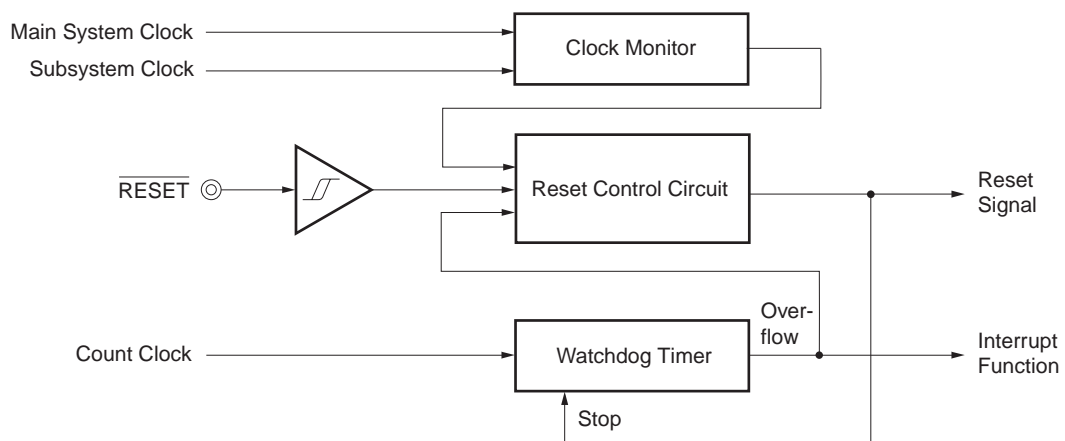 Main System Clock
Subsystem Clock
Clock Monitor
RESET
Reset Control Circuit
Reset
Signal
Over-
flow
Count Clock
Watchdog Timer
Interrupt
Function
Stop